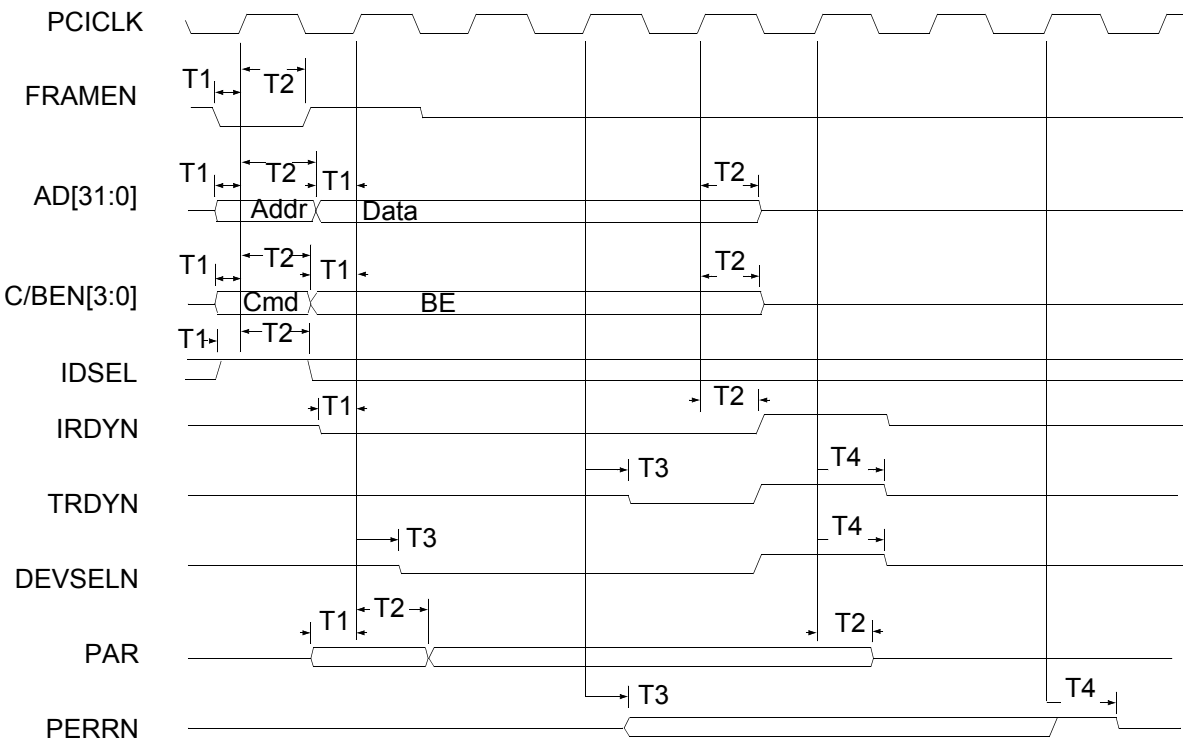 PCICLK
T1 T2
FRAMEN
T1 T2 T1 T2
AD[31:0]
Addr Data
T1 T2 T1 T2
C/BEN[3:0]
Cmd BE
T1 T2
IDSEL
T1 T2
IRDYN
T3 T4
TRDYN
T3 T4
DEVSELN
T1 T2 T2
PAR
T3 T4
PERRN